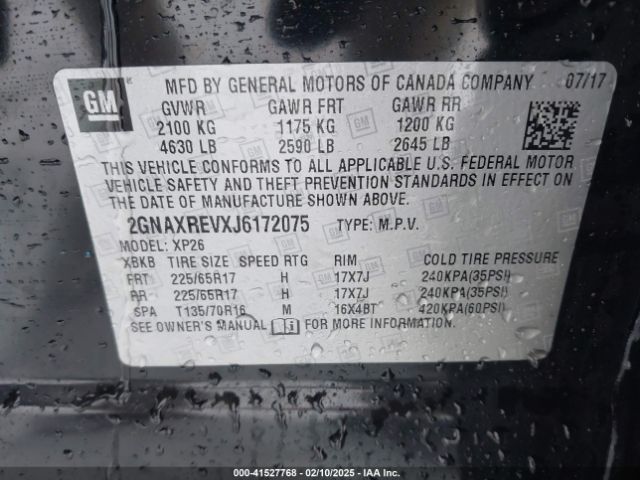 GM
MFD BY GENERAL MOTORS OF CANADA COMPANY 07/17
GVWR GAWR FRT GAWR RR
2100 KG 1175 KG 1200 KG
4630 LB 2590 LB 2645 LB
THIS VEHICLE CONFORMS TO ALL APPLICABLE U.S. FEDERAL MOTOR
VEHICLE SAFETY AND THEFT PREVENTION STANDARDS IN EFFECT ON
THE DATE OF MANUFACTURE SHOWN ABOVE.
2GNAXREVXJ6172075 TYPE: M.P.V.
MODEL: XP26
XBKB TIRE SIZE SPEED RTG RIM COLD TIRE PRESSURE
FRT 225/65R17 H 17X7J 240KPA(35PSI)
RR 225/65R17 H 17X7J 240KPA(35PSI)
SPA T135/70R16 M 16X4BT 420KPA(60PSI)
SEE OWNER'S MANUAL FOR MORE INFORMATION
000-41527768 - 02/10/2025 - IAA Inc.